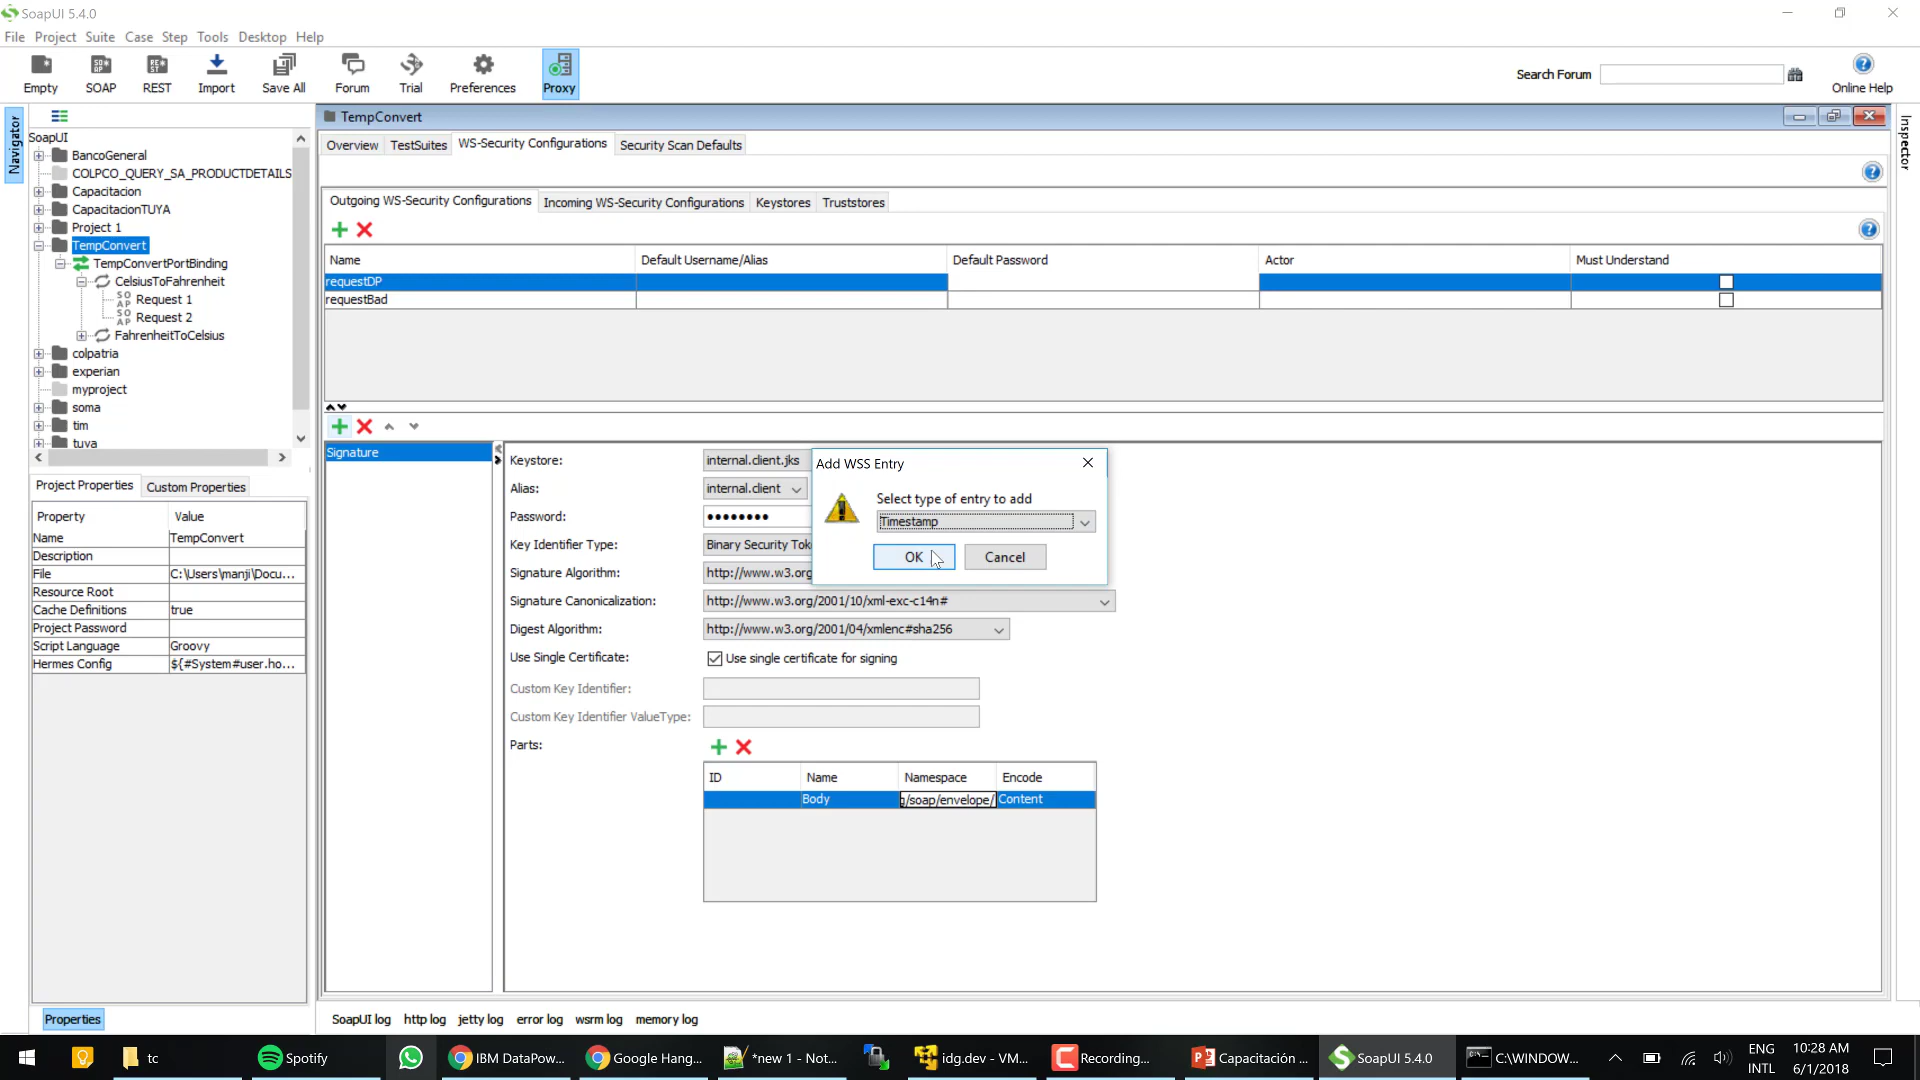 SoapUI 5.4.0
File Project Suite Case Step Tools Desktop Help
Empty SOAP REST Import Save All Forum Trial Preferences Proxy
Search Forum
Online Help
Navigator
Inspector
SoapUI
BancoGeneral
COLPCO_QUERY_SA_PRODUCTDETAILS
Capacitacion
CapacitacionTUYA
Project 1
TempConvert
TempConvertPortBinding
CelsiusToFahrenheit
Request 1
Request 2
FahrenheitToCelsius
colpatria
experian
myproject
soma
tim
tuya
Project Properties Custom Properties
Property Value
Name TempConvert
Description
File C:\Users\manji\Docu...
Resource Root
Cache Definitions true
Project Password
Script Language Groovy
Hermes Config ${#System#user.ho...
Properties
TempConvert
Overview TestSuites WS-Security Configurations Security Scan Defaults
Outgoing WS-Security Configurations Incoming WS-Security Configurations Keystores Truststores
Name Default Username/Alias Default Password Actor Must Understand
requestDP
requestBad
Signature
Keystore: internal.client.jks
Alias: internal.client
Password: ••••••••
Key Identifier Type: Binary Security Tok
Signature Algorithm: http://www.w3.org
Signature Canonicalization: http://www.w3.org/2001/10/xml-exc-c14n#
Digest Algorithm: http://www.w3.org/2001/04/xmlenc#sha256
Use Single Certificate: Use single certificate for signing
Custom Key Identifier:
Custom Key Identifier ValueType:
Parts:
ID Name Namespace Encode
Body g/soap/envelope/ Content
Add WSS Entry
Select type of entry to add
Timestamp
OK Cancel
SoapUI log http log jetty log error log wsrm log memory log
tc
Spotify
IBM DataPow...
Google Hang...
*new 1 - Not...
idg.dev - VM...
Recording...
Capacitación ...
SoapUI 5.4.0
C:\WINDOW...
ENG
INTL
10:28 AM
6/1/2018